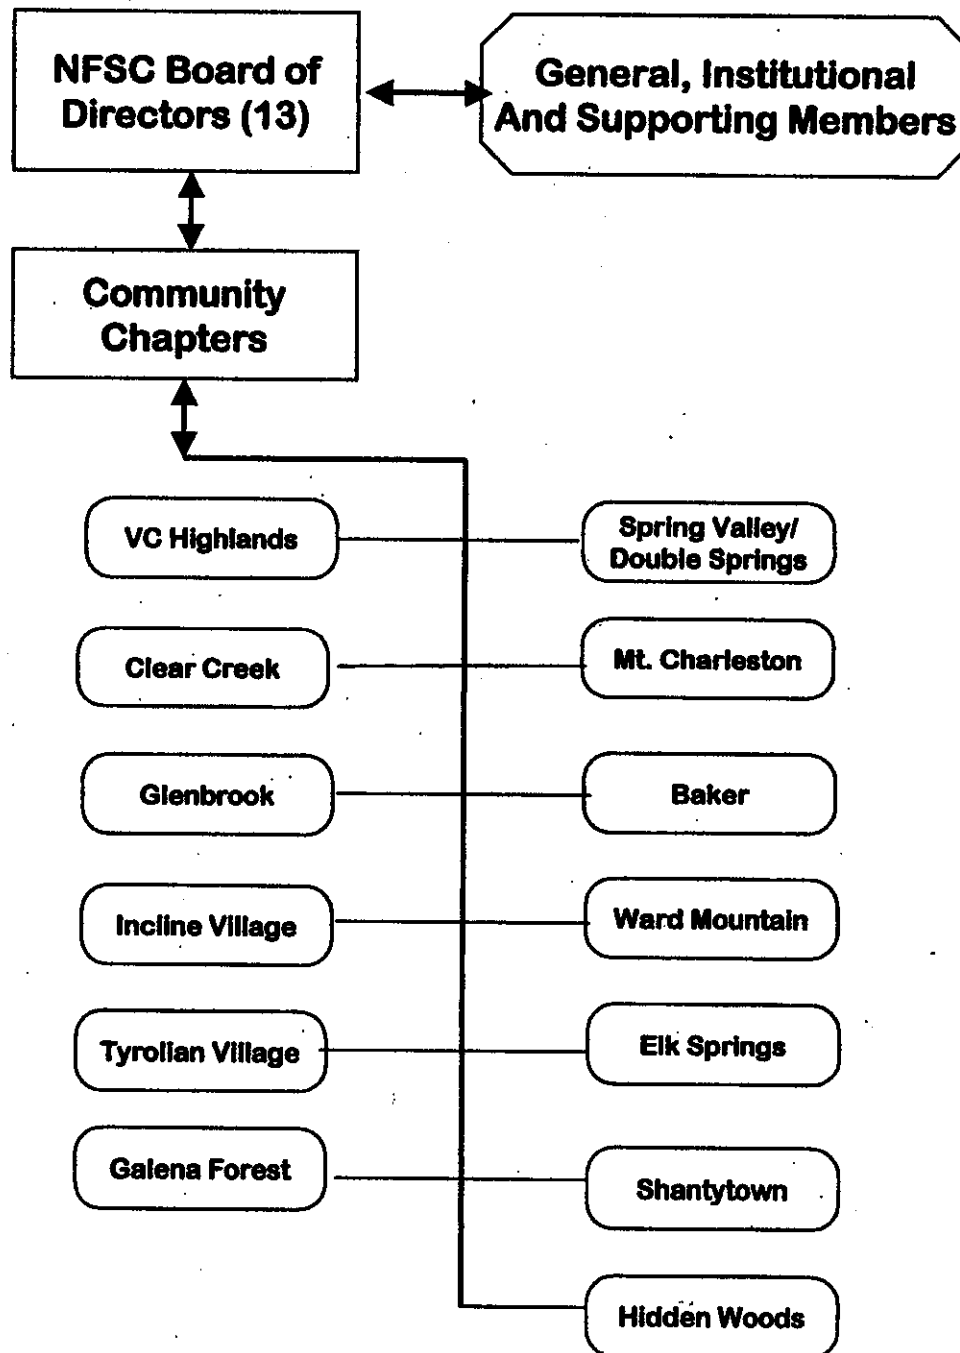 NFSC Board of
Directors (13)
General, Institutional
And Supporting Members
Community
Chapters
VC Highlands
Spring Valley/
Double Springs
Clear Creek
Mt. Charleston
Glenbrook
Baker
Incline Village
Ward Mountain
Tyrolian Village
Elk Springs
Galena Forest
Shantytown
Hidden Woods